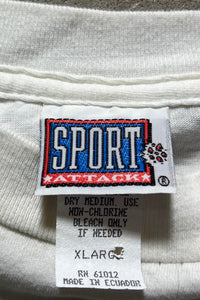 SPORT
ATTACK
®
DRY MEDIUM. USE
NON-CHLORINE
BLEACH ONLY
IF NEEDED
XLARGE
RN 61012
MADE IN ECUADOR